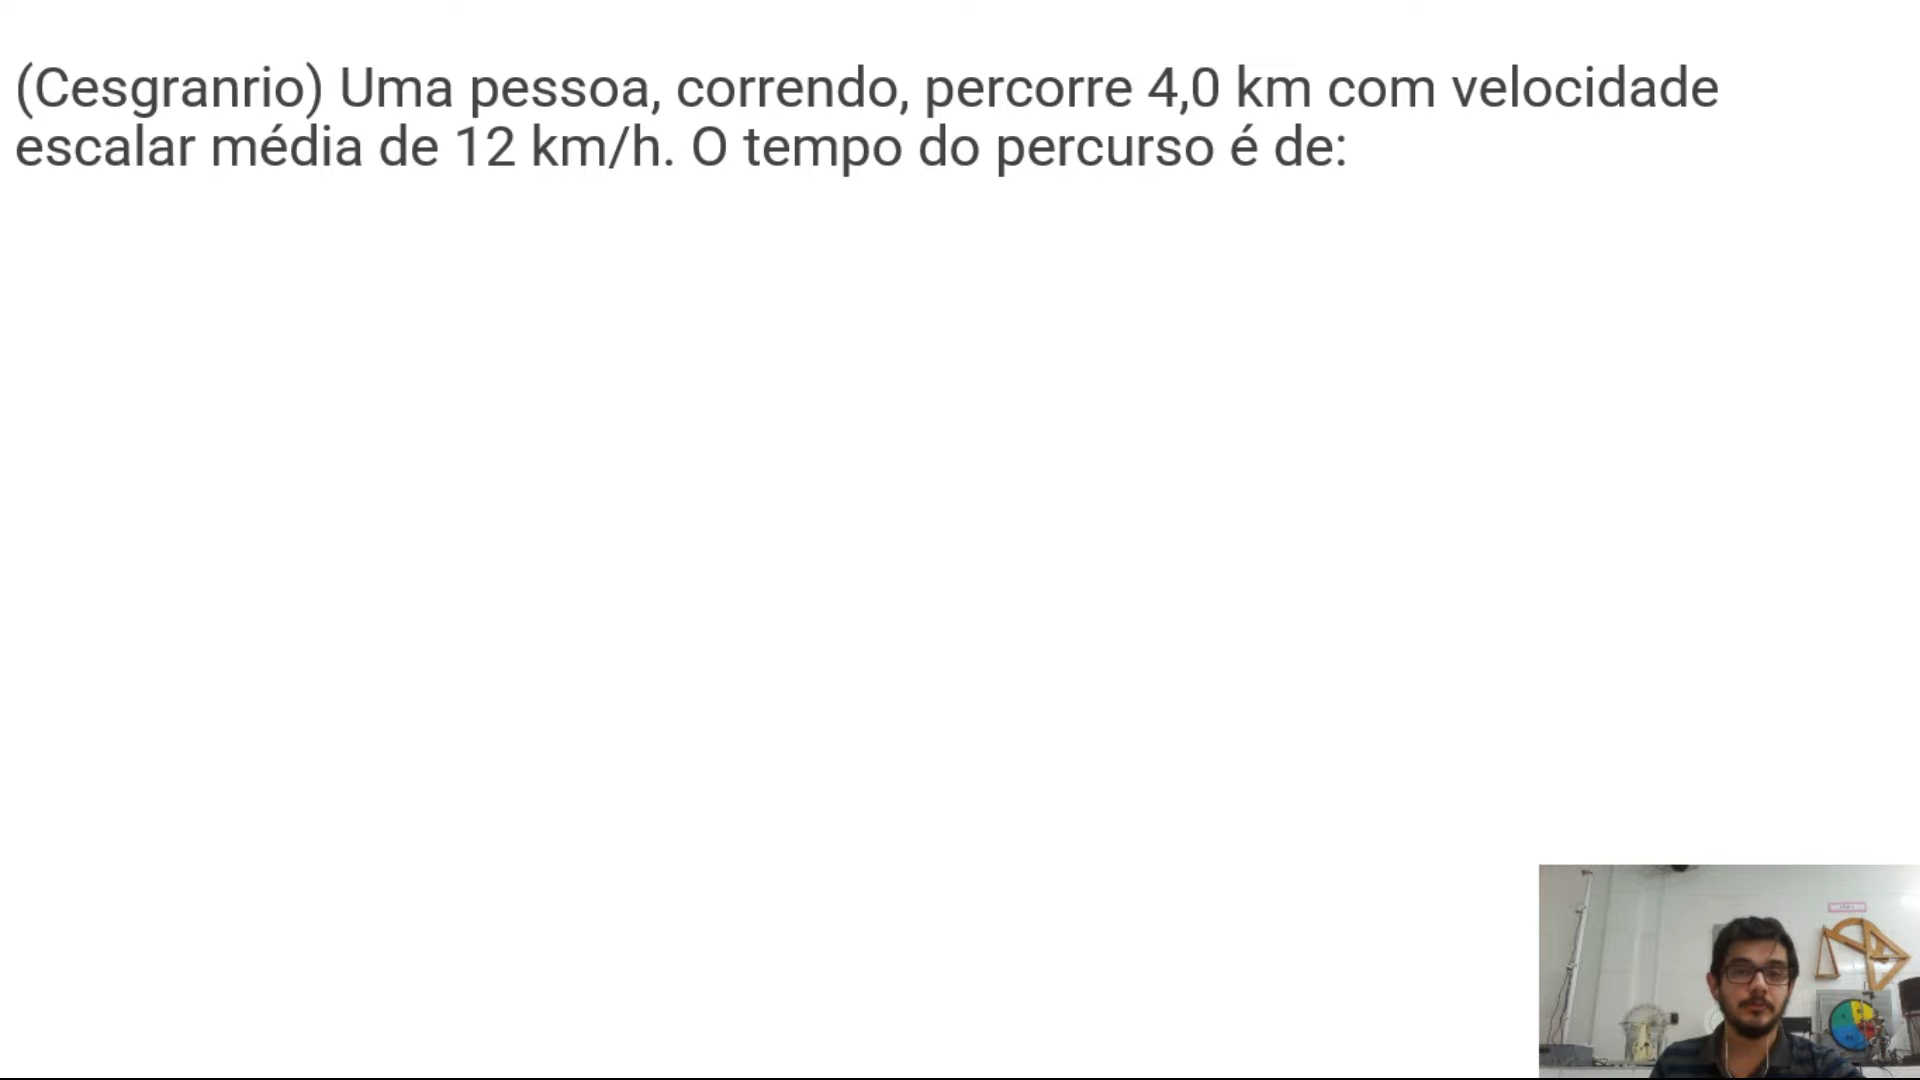 (Cesgranrio) Uma pessoa, correndo, percorre 4,0 km com velocidade
escalar média de 12 km/h. O tempo do percurso é de: